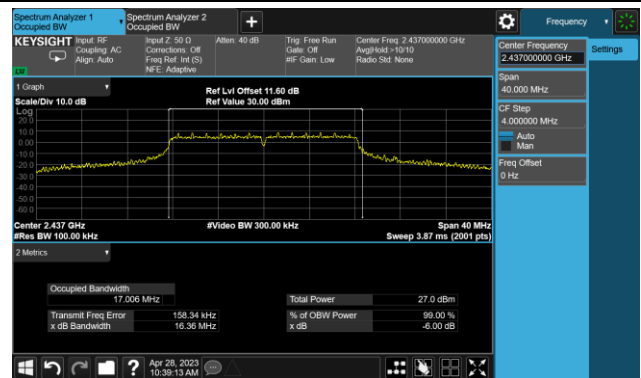 Spectrum Analyzer 1
Occupied BW
Spectrum Analyzer 2
Occupied BW
+
Frequency
KEYSIGHT
Input: RF
Coupling: AC
Align: Auto
Input Z: 50 Ω
Corrections: Off
Freq Ref: Int (S)
NFE: Adaptive
Atten: 40 dB
Trig: Free Run
Gate: Off
#IF Gain: Low
Center Freq: 2.437000000 GHz
Avg|Hold:>10/10
Radio Std: None
Center Frequency
2.437000000 GHz
Settings
Span
40.000 MHz
CF Step
4.000000 MHz
Auto
Man
Freq Offset
0 Hz
1 Graph
Scale/Div 10.0 dB
Ref Lvl Offset 11.60 dB
Ref Value 30.00 dBm
Log
20.0
10.0
0.00
-10.0
-20.0
-30.0
-40.0
-50.0
-60.0
Center 2.437 GHz
#Video BW 300.00 kHz
Span 40 MHz
#Res BW 100.00 kHz
Sweep 3.87 ms (2001 pts)
2 Metrics
Occupied Bandwidth
17.006 MHz
Total Power
27.0 dBm
Transmit Freq Error
158.34 kHz
% of OBW Power
99.00 %
x dB Bandwidth
16.36 MHz
x dB
-6.00 dB
?
Apr 28, 2023
10:39:13 AM